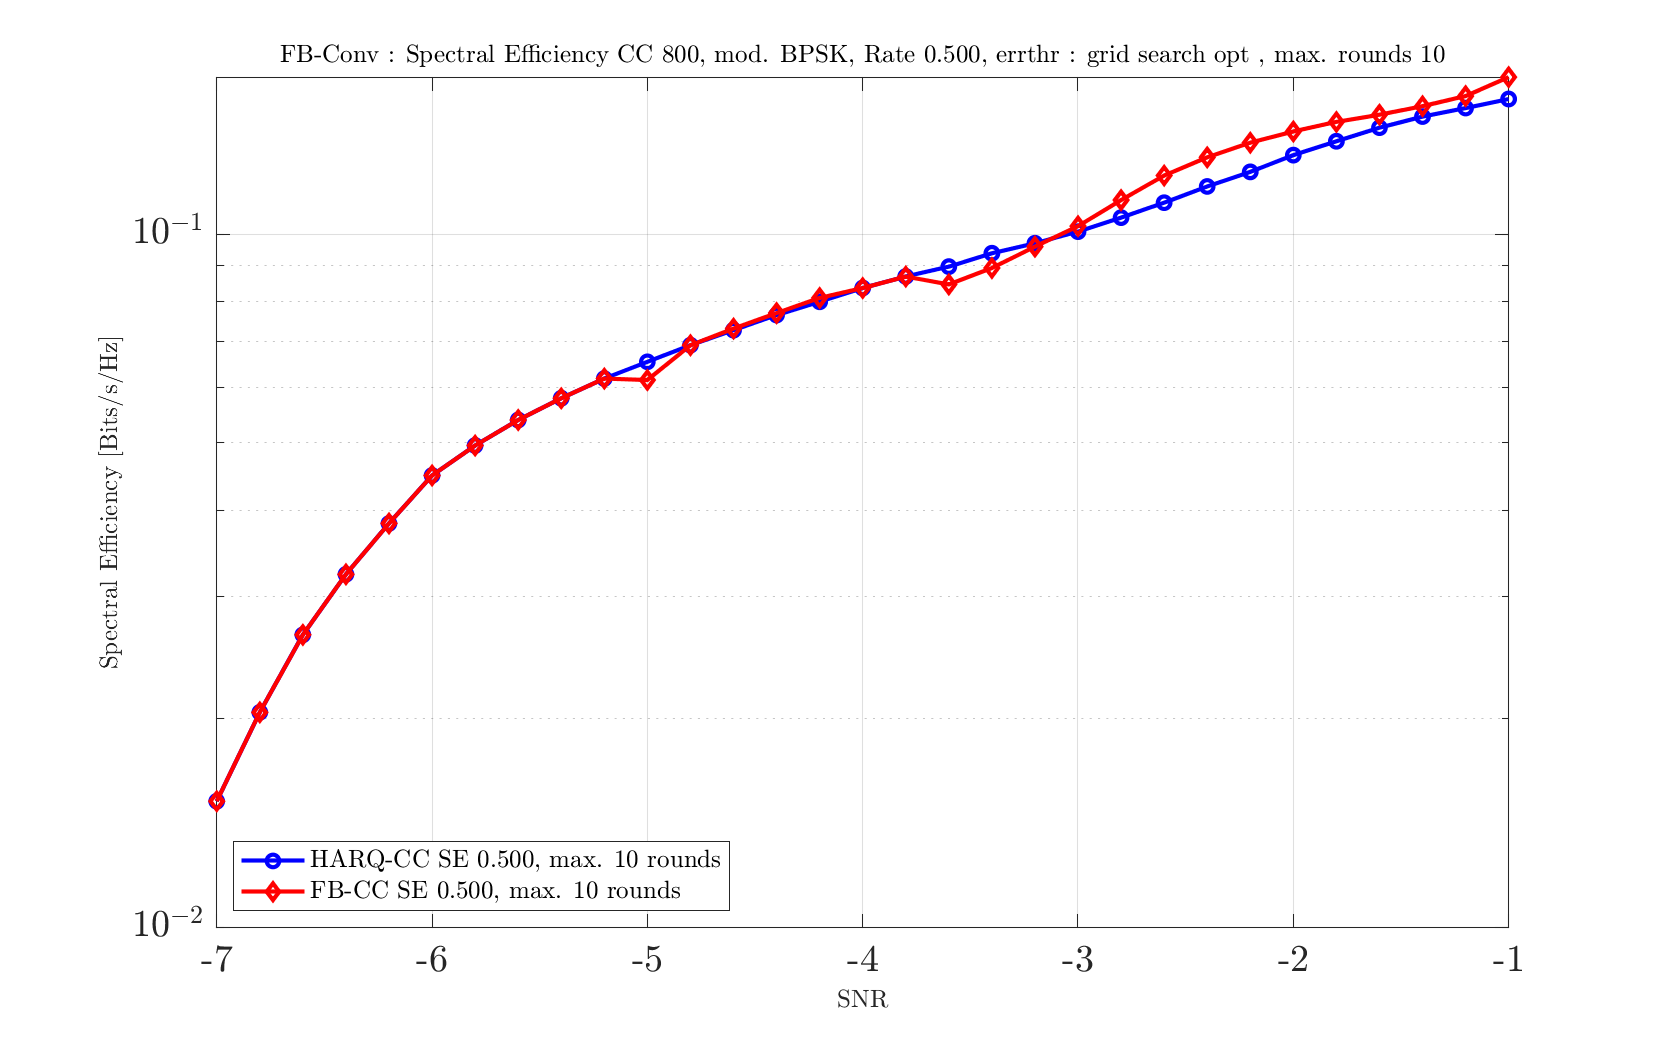 FB-Conv : Spectral Efficiency CC 800, mod. BPSK, Rate 0.500, errthr : grid search opt , max. rounds 10
10⁻¹
Spectral Efficiency [Bits/s/Hz]
HARQ-CC SE 0.500, max. 10 rounds
FB-CC SE 0.500, max. 10 rounds
10⁻²
-7 -6 -5 -4 -3 -2 -1
SNR